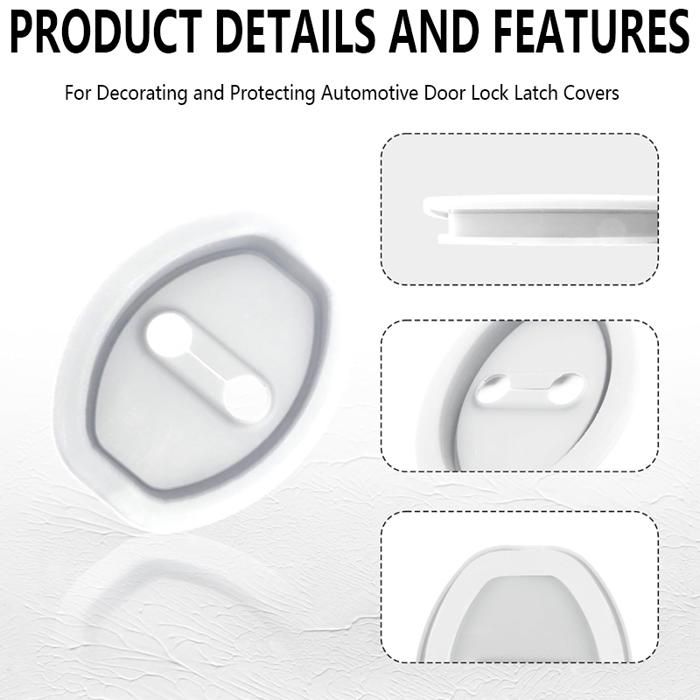 PRODUCT DETAILS AND FEATURES
For Decorating and Protecting Automotive Door Lock Latch Covers